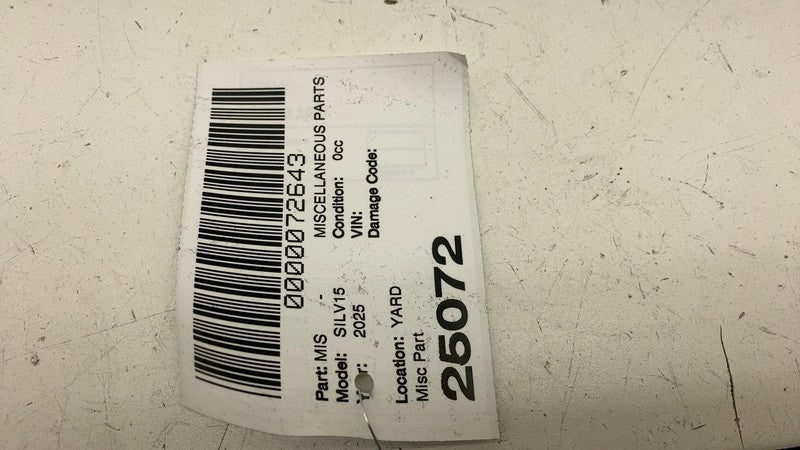 0000072643
Part: MIS - MISCELLANEOUS PARTS
Model: SILV15 Condition: 0cc
2025 VIN:
Damage Code:
Location: YARD
Misc Part
25072